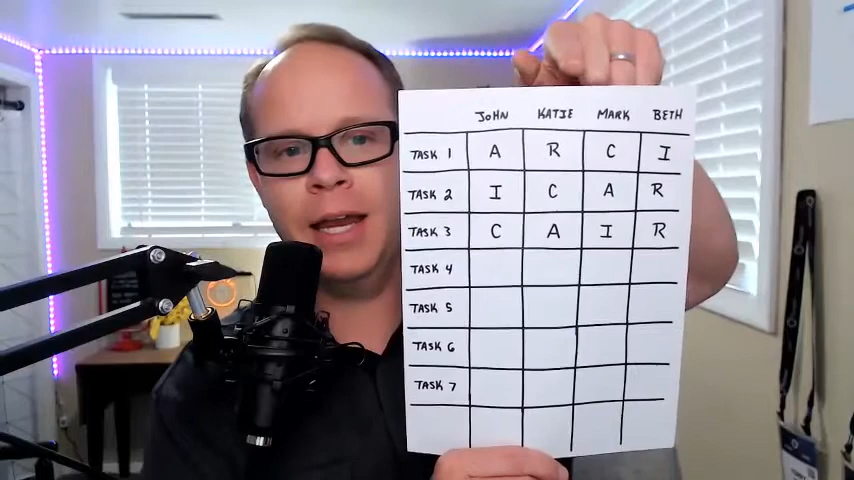 JOHN KATIE MARK BETH
TASK 1 A R C I
TASK 2 I C A R
TASK 3 C A I R
TASK 4
TASK 5
TASK 6
TASK 7